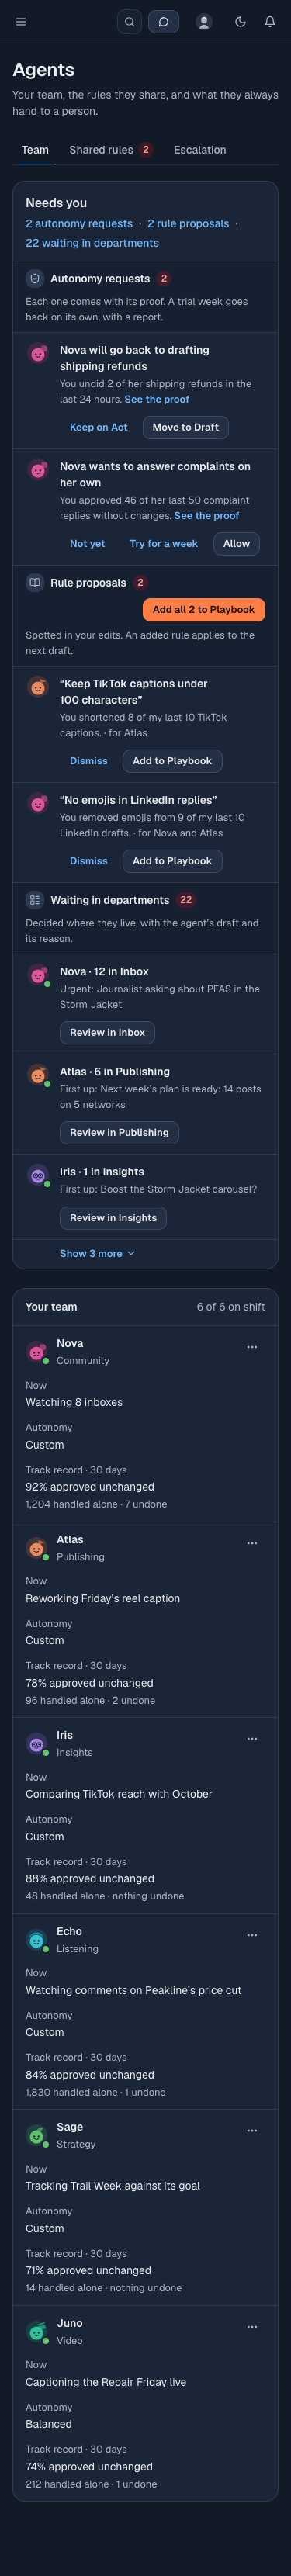 Agents
Your team, the rules they share, and what they always
hand to a person.
Team
Shared rules 2
Escalation
Needs you
2 autonomy requests · 2 rule proposals ·
22 waiting in departments
Autonomy requests 2
Each one comes with its proof. A trial week goes
back on its own, with a report.
Nova will go back to drafting
shipping refunds
You undid 2 of her shipping refunds in the
last 24 hours. See the proof
Keep on Act
Move to Draft
Nova wants to answer complaints on
her own
You approved 46 of her last 50 complaint
replies without changes. See the proof
Not yet
Try for a week
Allow
Rule proposals 2
Add all 2 to Playbook
Spotted in your edits. An added rule applies to the
next draft.
“Keep TikTok captions under
100 characters”
You shortened 8 of my last 10 TikTok
captions. · for Atlas
Dismiss
Add to Playbook
“No emojis in LinkedIn replies”
You removed emojis from 9 of my last 10
LinkedIn drafts. · for Nova and Atlas
Dismiss
Add to Playbook
Waiting in departments 22
Decided where they live, with the agent’s draft and
its reason.
Nova · 12 in Inbox
Urgent: Journalist asking about PFAS in the
Storm Jacket
Review in Inbox
Atlas · 6 in Publishing
First up: Next week’s plan is ready: 14 posts
on 5 networks
Review in Publishing
Iris · 1 in Insights
First up: Boost the Storm Jacket carousel?
Review in Insights
Show 3 more
Your team
6 of 6 on shift
Nova
Community
Now
Watching 8 inboxes
Autonomy
Custom
Track record · 30 days
92% approved unchanged
1,204 handled alone · 7 undone
Atlas
Publishing
Now
Reworking Friday’s reel caption
Autonomy
Custom
Track record · 30 days
78% approved unchanged
96 handled alone · 2 undone
Iris
Insights
Now
Comparing TikTok reach with October
Autonomy
Custom
Track record · 30 days
88% approved unchanged
48 handled alone · nothing undone
Echo
Listening
Now
Watching comments on Peakline’s price cut
Autonomy
Custom
Track record · 30 days
84% approved unchanged
1,830 handled alone · 1 undone
Sage
Strategy
Now
Tracking Trail Week against its goal
Autonomy
Custom
Track record · 30 days
71% approved unchanged
14 handled alone · nothing undone
Juno
Video
Now
Captioning the Repair Friday live
Autonomy
Balanced
Track record · 30 days
74% approved unchanged
212 handled alone · 1 undone